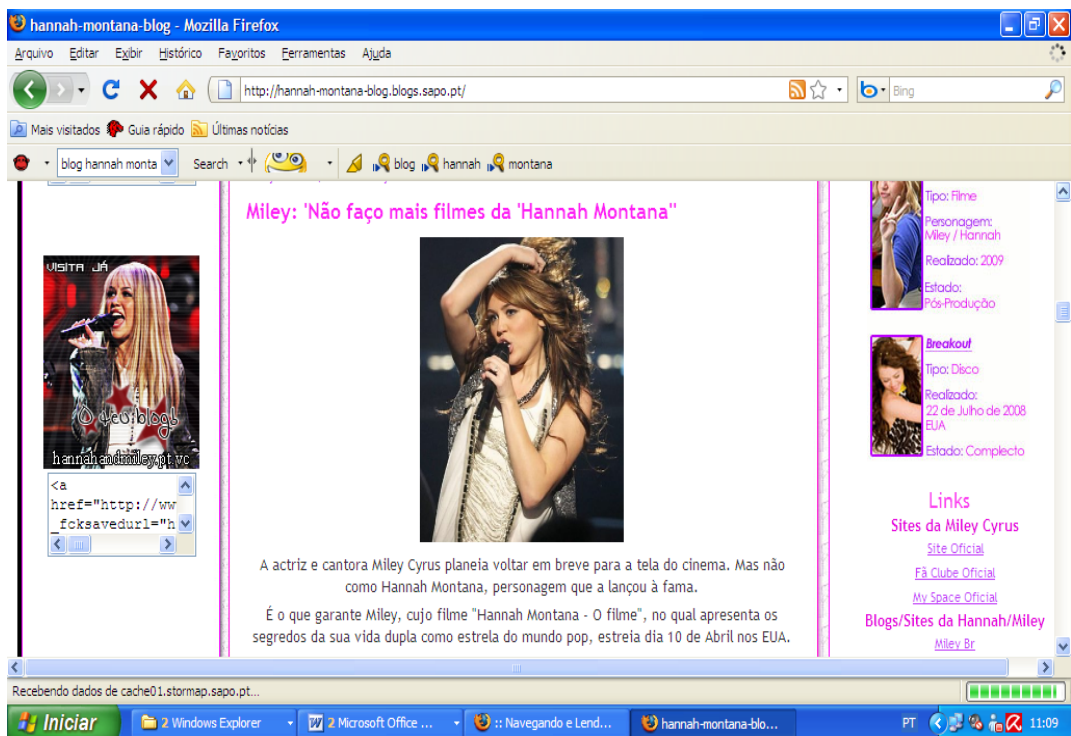 hannah-montana-blog - Mozilla Firefox
Arquivo Editar Exibir Histórico Favoritos Ferramentas Ajuda
http://hannah-montana-blog.blogs.sapo.pt/
Bing
Mais visitados Guia rápido Últimas notícias
blog hannah monta Search blog hannah montana
VISITA JÁ
hannahandmiley.pt.vc
<a
href="http://ww
_fcksavedurl="h
Miley: 'Não faço mais filmes da 'Hannah Montana''
A actriz e cantora Miley Cyrus planeia voltar em breve para a tela do cinema. Mas não
como Hannah Montana, personagem que a lançou à fama.
É o que garante Miley, cujo filme "Hannah Montana - O filme", no qual apresenta os
segredos da sua vida dupla como estrela do mundo pop, estreia dia 10 de Abril nos EUA.
Tipo: Filme
Personagem:
Miley / Hannah
Realizado: 2009
Estado:
Pós-Produção
Breakout
Tipo: Disco
Realizado:
22 de Julho de 2008
EUA
Estado: Complecto
Links
Sites da Miley Cyrus
Site Oficial
Fã Clube Oficial
My Space Oficial
Blogs/Sites da Hannah/Miley
Miley Br
Recebendo dados de cache01.stormap.sapo.pt...
Iniciar 2 Windows Explorer 2 Microsoft Office ... :: Navegando e Lend... hannah-montana-blo... PT 11:09